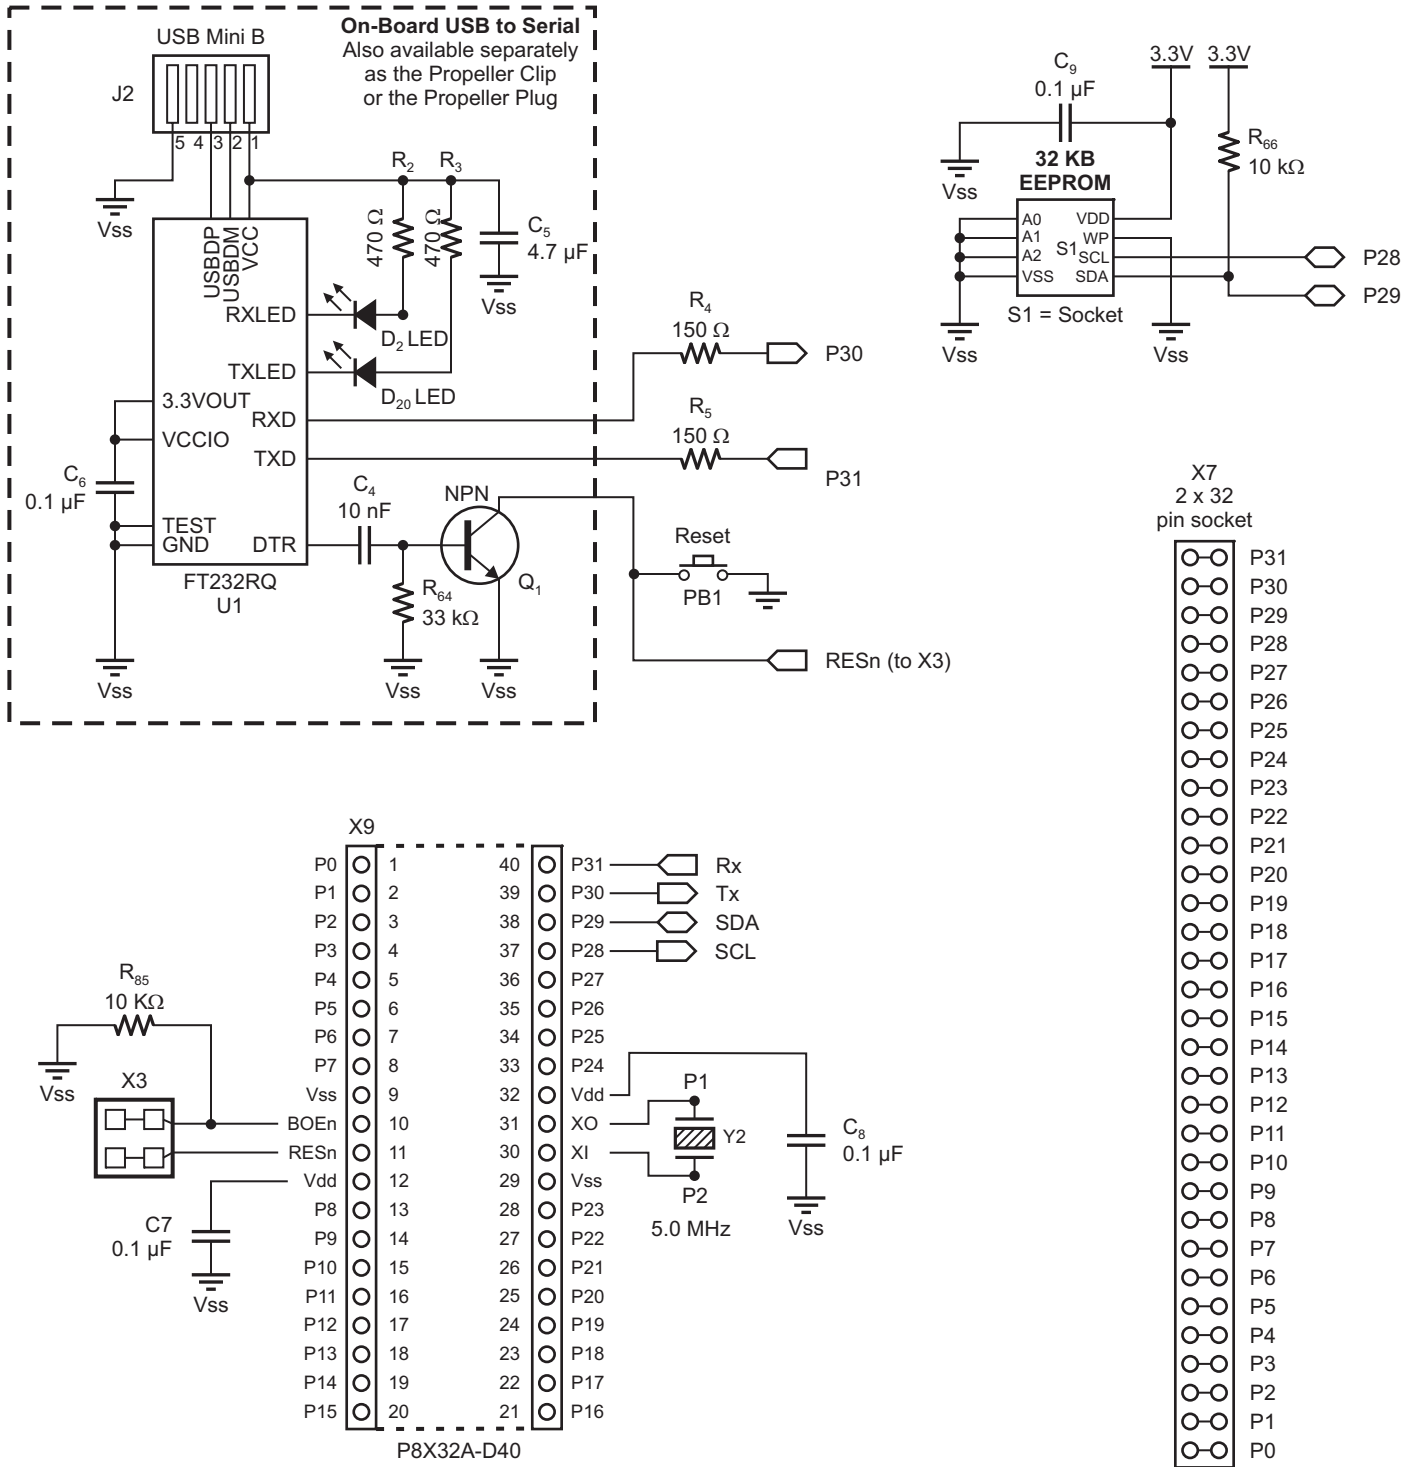 On-Board USB to Serial
Also available separately
as the Propeller Clip
or the Propeller Plug
USB Mini B
J2
5 4 3 2 1
Vss
USBDP
USBDM
VCC
R2
470 Ω
R3
470 Ω
C5
4.7 µF
Vss
RXLED
D2 LED
TXLED
D20 LED
3.3VOUT
RXD
VCCIO
TXD
C6
0.1 µF
TEST
GND
DTR
FT232RQ
U1
Vss
C4
10 nF
NPN
Q1
R64
33 kΩ
Vss
Vss
R4
150 Ω
P30
R5
150 Ω
P31
Reset
PB1
RESn (to X3)
C9
0.1 µF
3.3V
3.3V
Vss
R66
10 kΩ
32 KB
EEPROM
A0
A1
A2
VSS
S1
VDD
WP
SCL
SDA
S1 = Socket
P28
P29
Vss
Vss
X7
2 x 32
pin socket
P31
P30
P29
P28
P27
P26
P25
P24
P23
P22
P21
P20
P19
P18
P17
P16
P15
P14
P13
P12
P11
P10
P9
P8
P7
P6
P5
P4
P3
P2
P1
P0
X9
P0 1 40 P31 Rx
P1 2 39 P30 Tx
P2 3 38 P29 SDA
P3 4 37 P28 SCL
P4 5 36 P27
P5 6 35 P26
P6 7 34 P25
P7 8 33 P24
Vss 9 32 Vdd
BOEn 10 31 XO
RESn 11 30 XI
Vdd 12 29 Vss
P8 13 28 P23
P9 14 27 P22
P10 15 26 P21
P11 16 25 P20
P12 17 24 P19
P13 18 23 P18
P14 19 22 P17
P15 20 21 P16
P8X32A-D40
R85
10 KΩ
Vss
X3
C7
0.1 µF
Vss
P1
Y2
P2
5.0 MHz
C8
0.1 µF
Vss